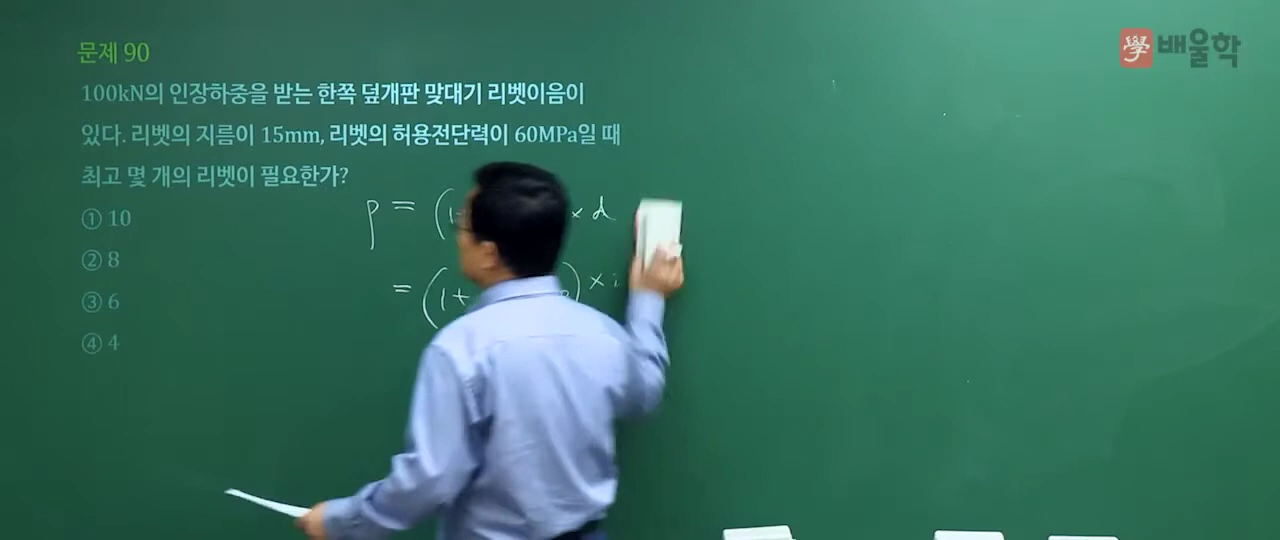 문제 90
學 배울학
100kN의 인장하중을 받는 한쪽 덮개판 맞대기 리벳이음이
있다. 리벳의 지름이 15mm, 리벳의 허용전단력이 60MPa일 때
최고 몇 개의 리벳이 필요한가?
p = (1+ × d
① 10
② 8
= (1+ ) ×
③ 6
④ 4